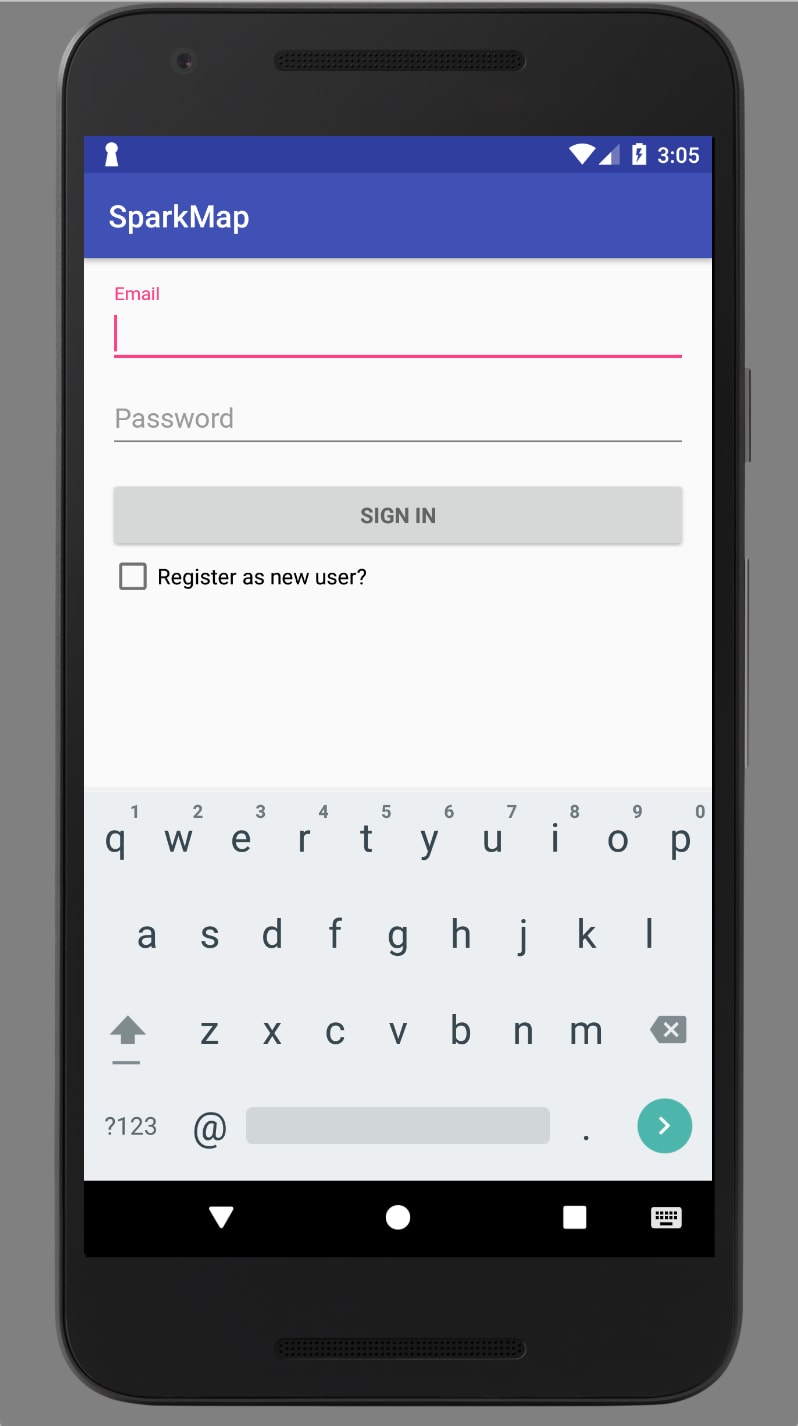 3:05
SparkMap
Email
Password
SIGN IN
Register as new user?
1 2 3 4 5 6 7 8 9 0
q w e r t y u i o p
a s d f g h j k l
z x c v b n m
?123 @ .